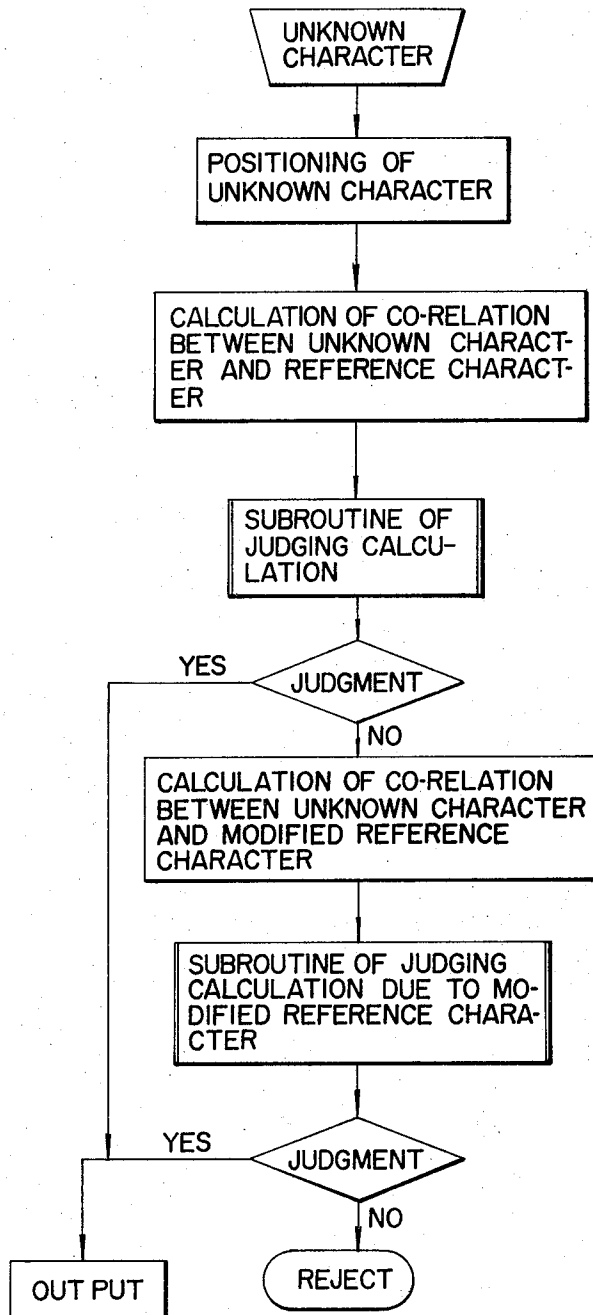 UNKNOWN
CHARACTER
POSITIONING OF
UNKNOWN CHARACTER
CALCULATION OF CO-RELATION
BETWEEN UNKNOWN CHARACT-
ER AND REFERENCE CHARACT-
ER
SUBROUTINE OF
JUDGING CALCU-
LATION
YES
JUDGMENT
NO
CALCULATION OF CO-RELATION
BETWEEN UNKNOWN CHARACTER
AND MODIFIED REFERENCE
CHARACTER
SUBROUTINE OF JUDGING
CALCULATION DUE TO MO-
DIFIED REFERENCE CHARA-
CTER
YES
JUDGMENT
NO
OUT PUT
REJECT